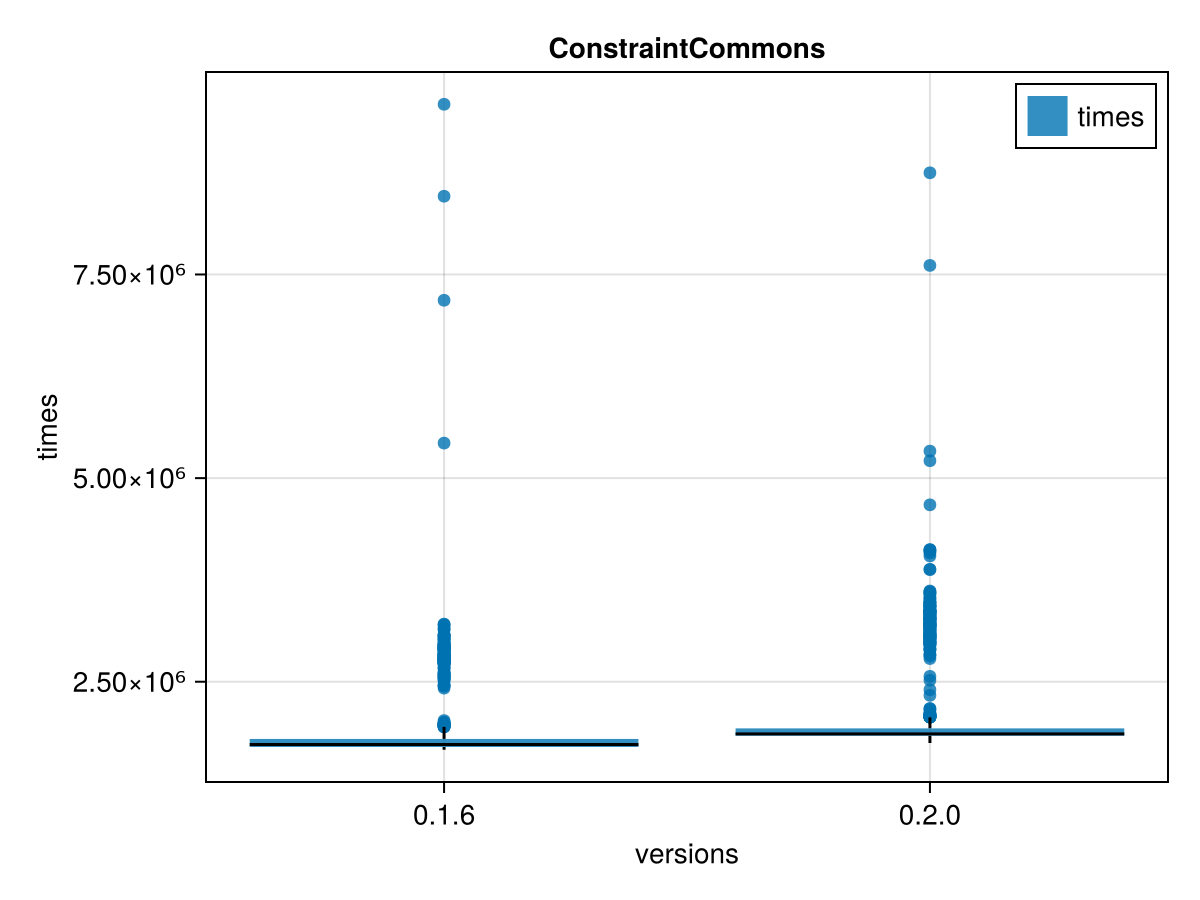 ConstraintCommons
times
7.50×10⁶
5.00×10⁶
2.50×10⁶
times
0.1.6
0.2.0
versions